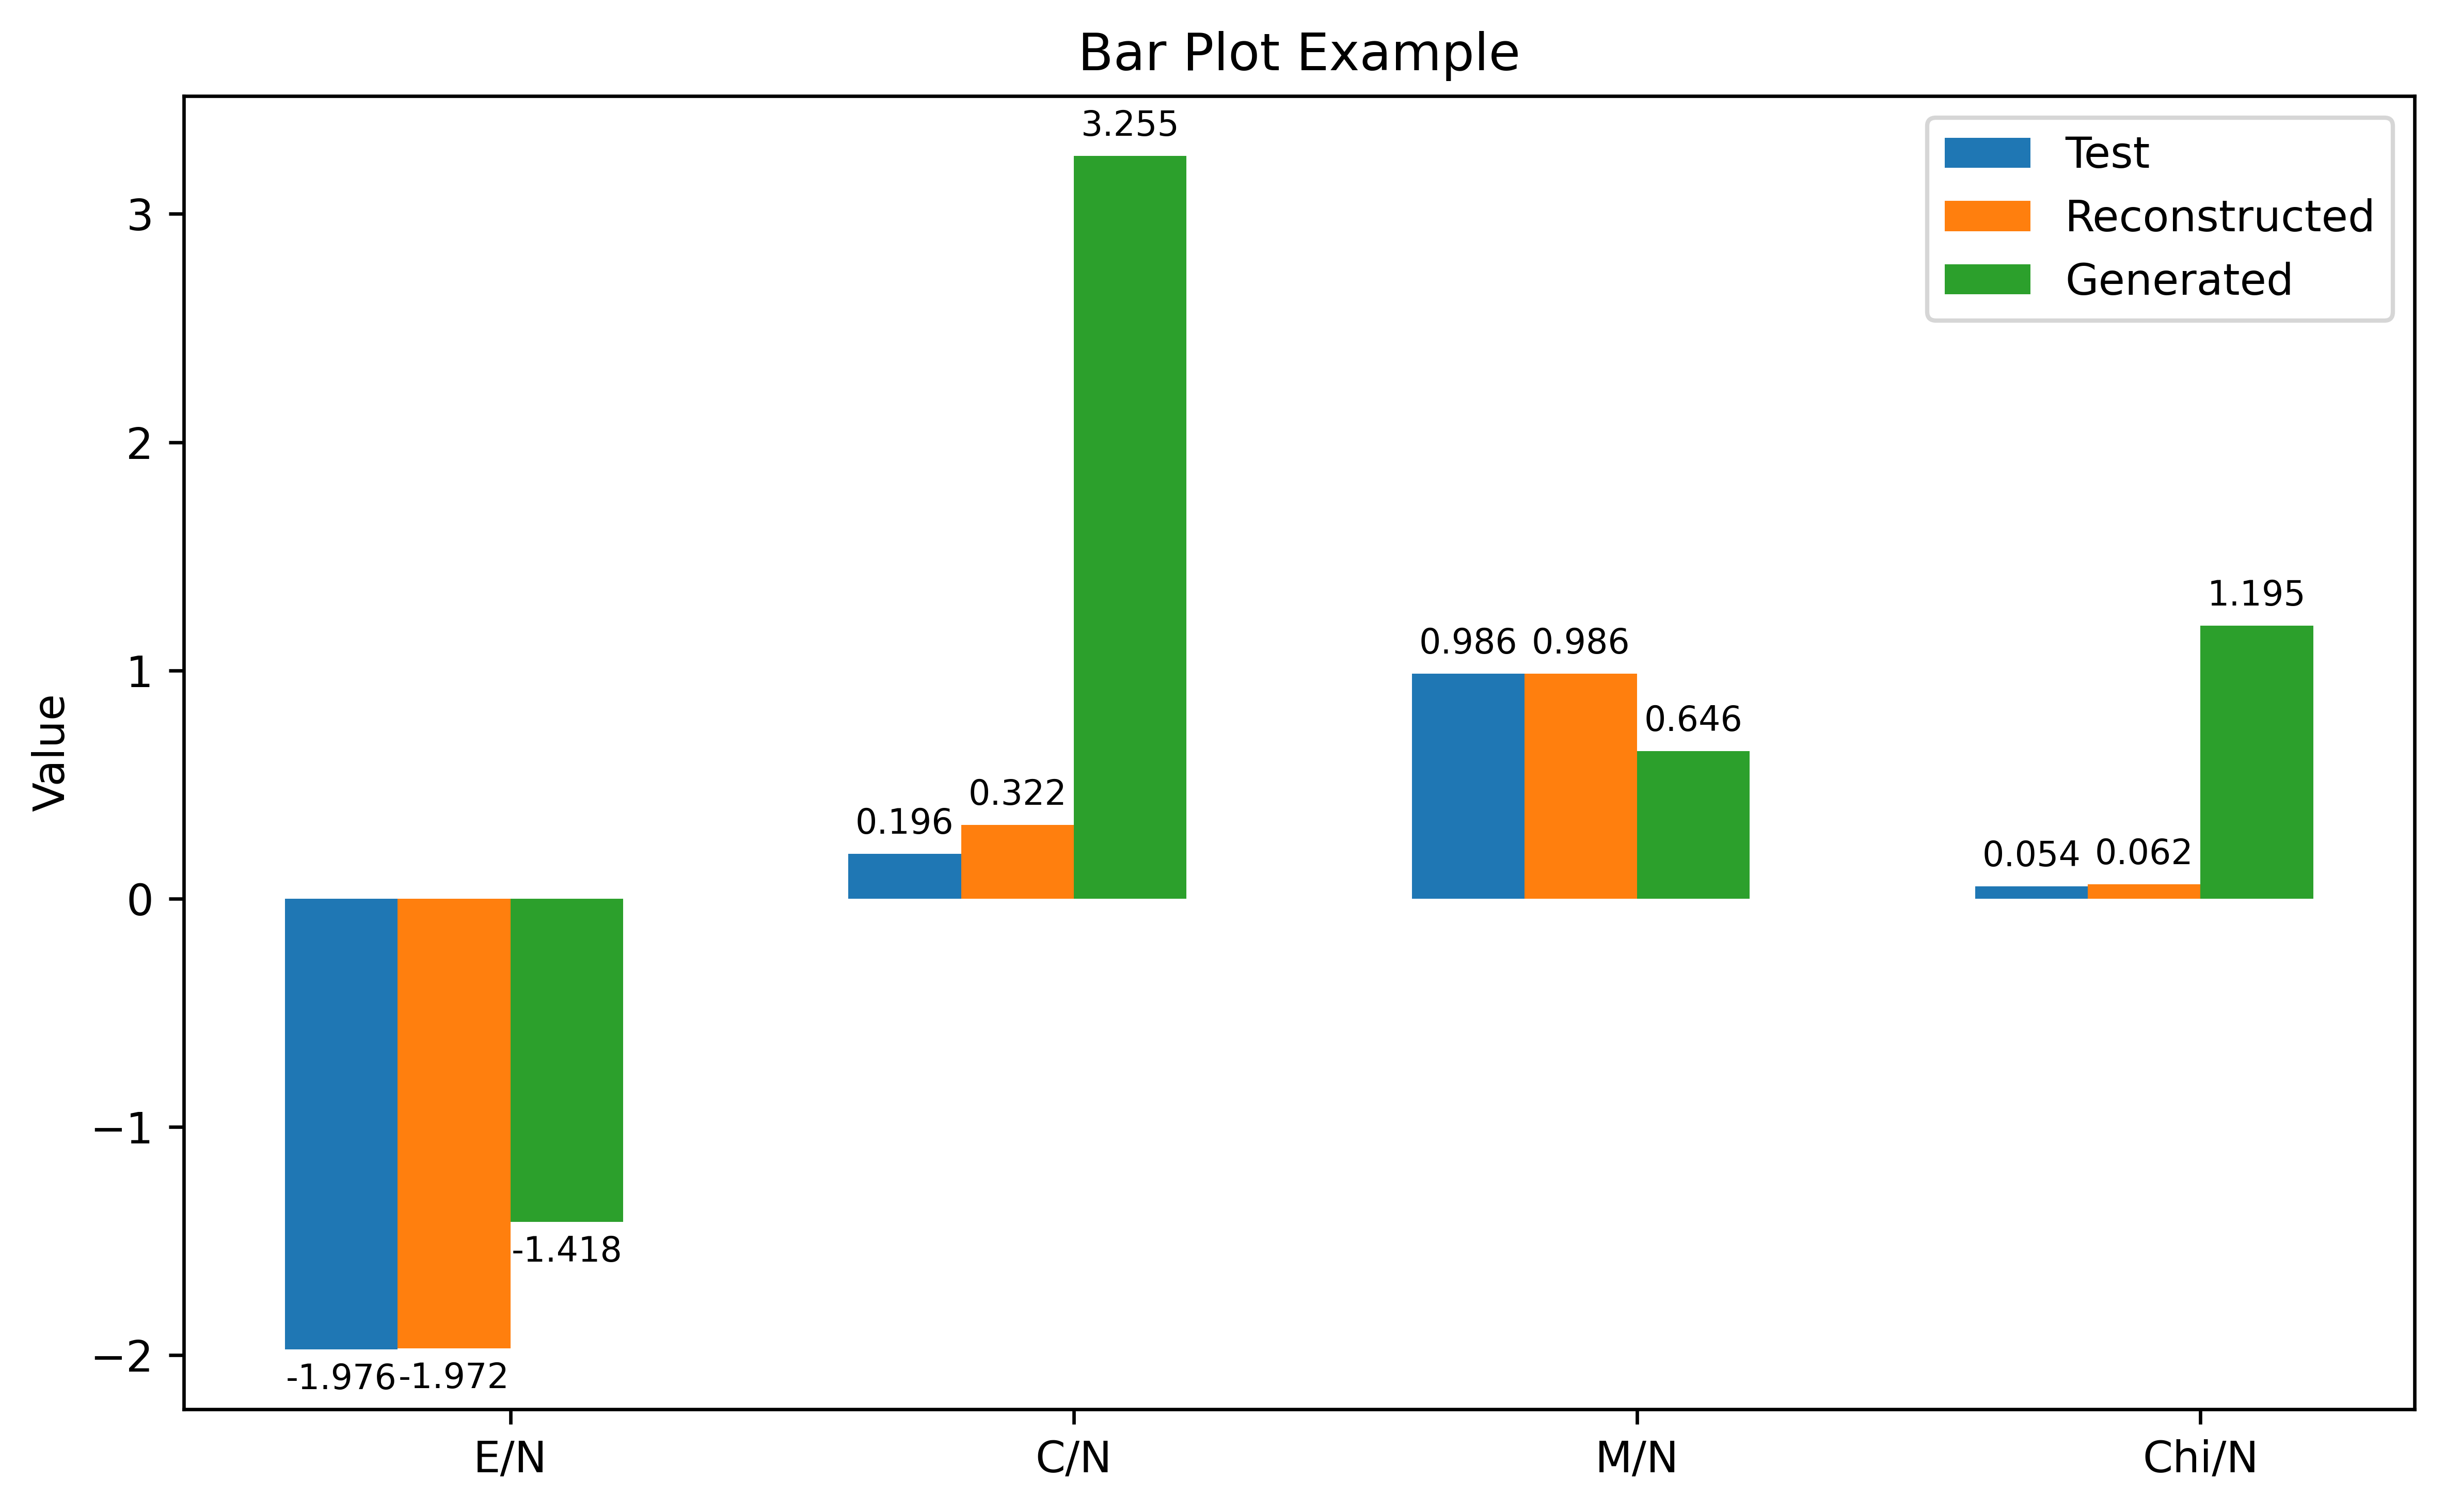 Bar Plot Example
Value
3
2
1
0
−1
−2
Test
Reconstructed
Generated
-1.976
-1.972
-1.418
0.196
0.322
3.255
0.986
0.986
0.646
0.054
0.062
1.195
E/N
C/N
M/N
Chi/N